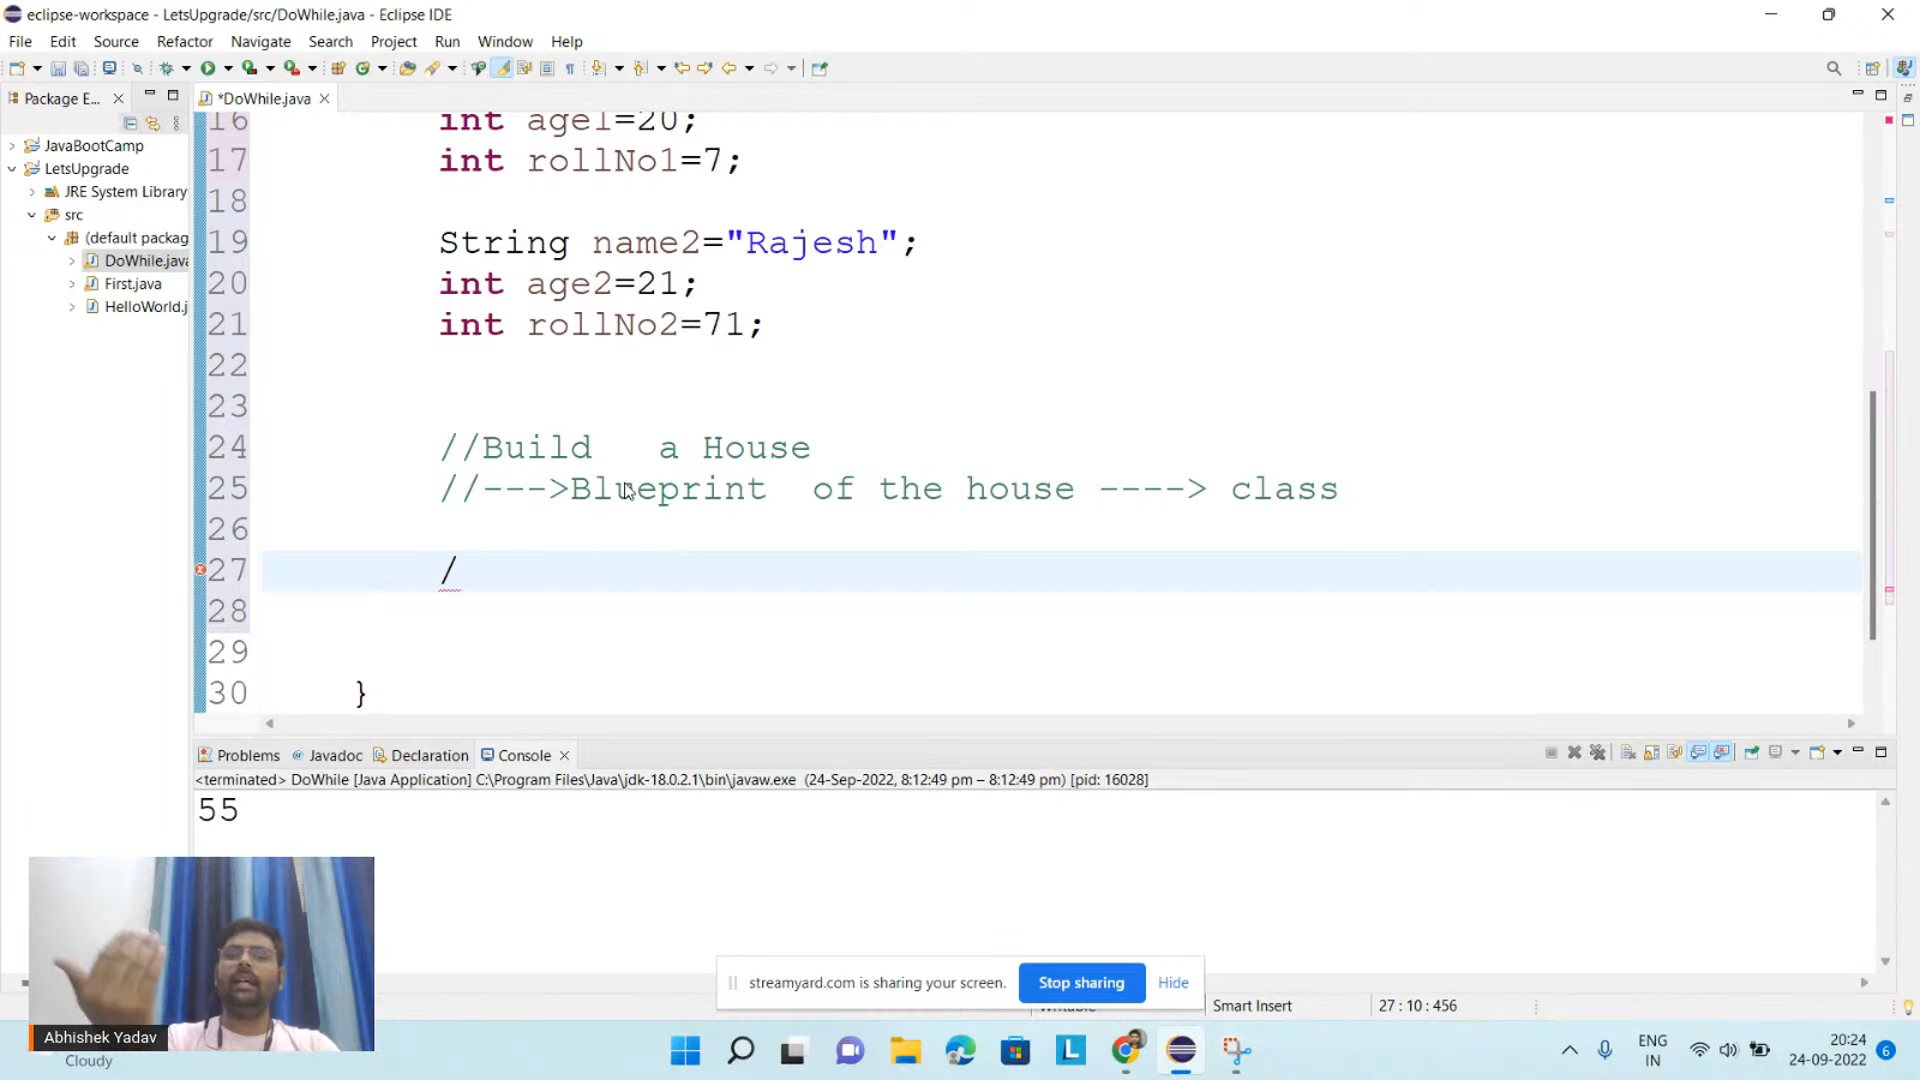 eclipse-workspace - LetsUpgrade/src/DoWhile.java - Eclipse IDE
File Edit Source Refactor Navigate Search Project Run Window Help
Package E...
*DoWhile.java
JavaBootCamp
LetsUpgrade
JRE System Library
src
(default packag
DoWhile.java
First.java
HelloWorld.j
16 int age1=20;
17 int rollNo1=7;
18
19 String name2="Rajesh";
20 int age2=21;
21 int rollNo2=71;
22
23
24 //Build   a House
25 //--->Blueprint  of the house ----> class
26
27 /
28
29
30 }
Problems Javadoc Declaration Console
<terminated> DoWhile [Java Application] C:\Program Files\Java\jdk-18.0.2.1\bin\javaw.exe (24-Sep-2022, 8:12:49 pm – 8:12:49 pm) [pid: 16028]
55
streamyard.com is sharing your screen. Stop sharing Hide
Smart Insert 27 : 10 : 456
Abhishek Yadav
Cloudy
L
ENG
IN
20:24
24-09-2022
6